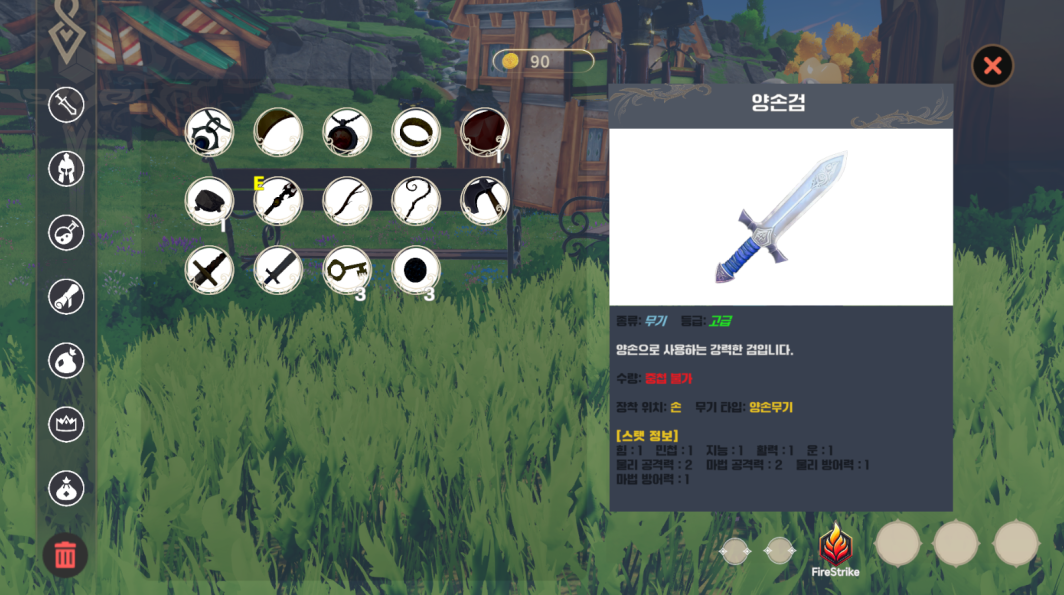 90
양손검
1
E
1
3
3
종류: 무기 등급: 고급
양손으로 사용하는 강력한 검입니다.
수량: 중첩 불가
장착 위치: 손 무기 타입: 양손무기
[스탯 정보]
힘 : 1 민첩 : 1 지능 : 1 활력 : 1 운 : 1
물리 공격력 : 2 마법 공격력 : 2 물리 방어력 : 1
마법 방어력 : 1
FireStrike